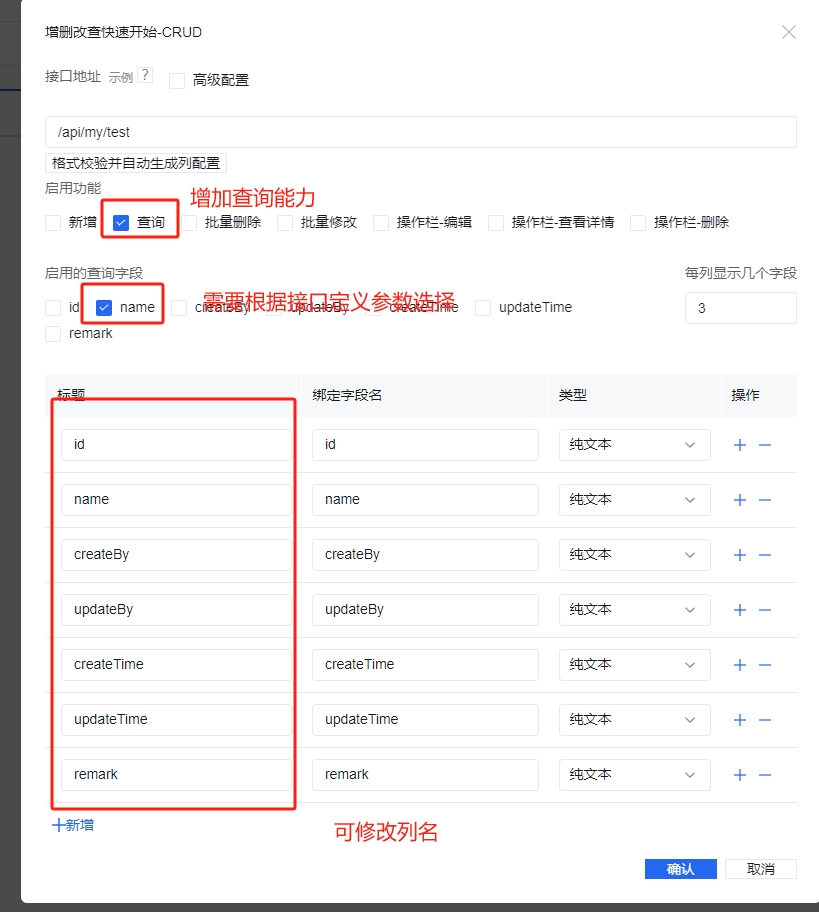 增删改查快速开始-CRUD
接口地址 示例 ? 高级配置
/api/my/test
格式校验并自动生成列配置
启用功能
增加查询能力
新增 查询 批量删除 批量修改 操作栏-编辑 操作栏-查看详情 操作栏-删除
启用的查询字段 每列显示几个字段
id name createBy updateBy createTime updateTime 3
需要根据接口定义参数选择
remark
标题 绑定字段名 类型 操作
id id 纯文本
name name 纯文本
createBy createBy 纯文本
updateBy updateBy 纯文本
createTime createTime 纯文本
updateTime updateTime 纯文本
remark remark 纯文本
+新增
可修改列名
确认 取消